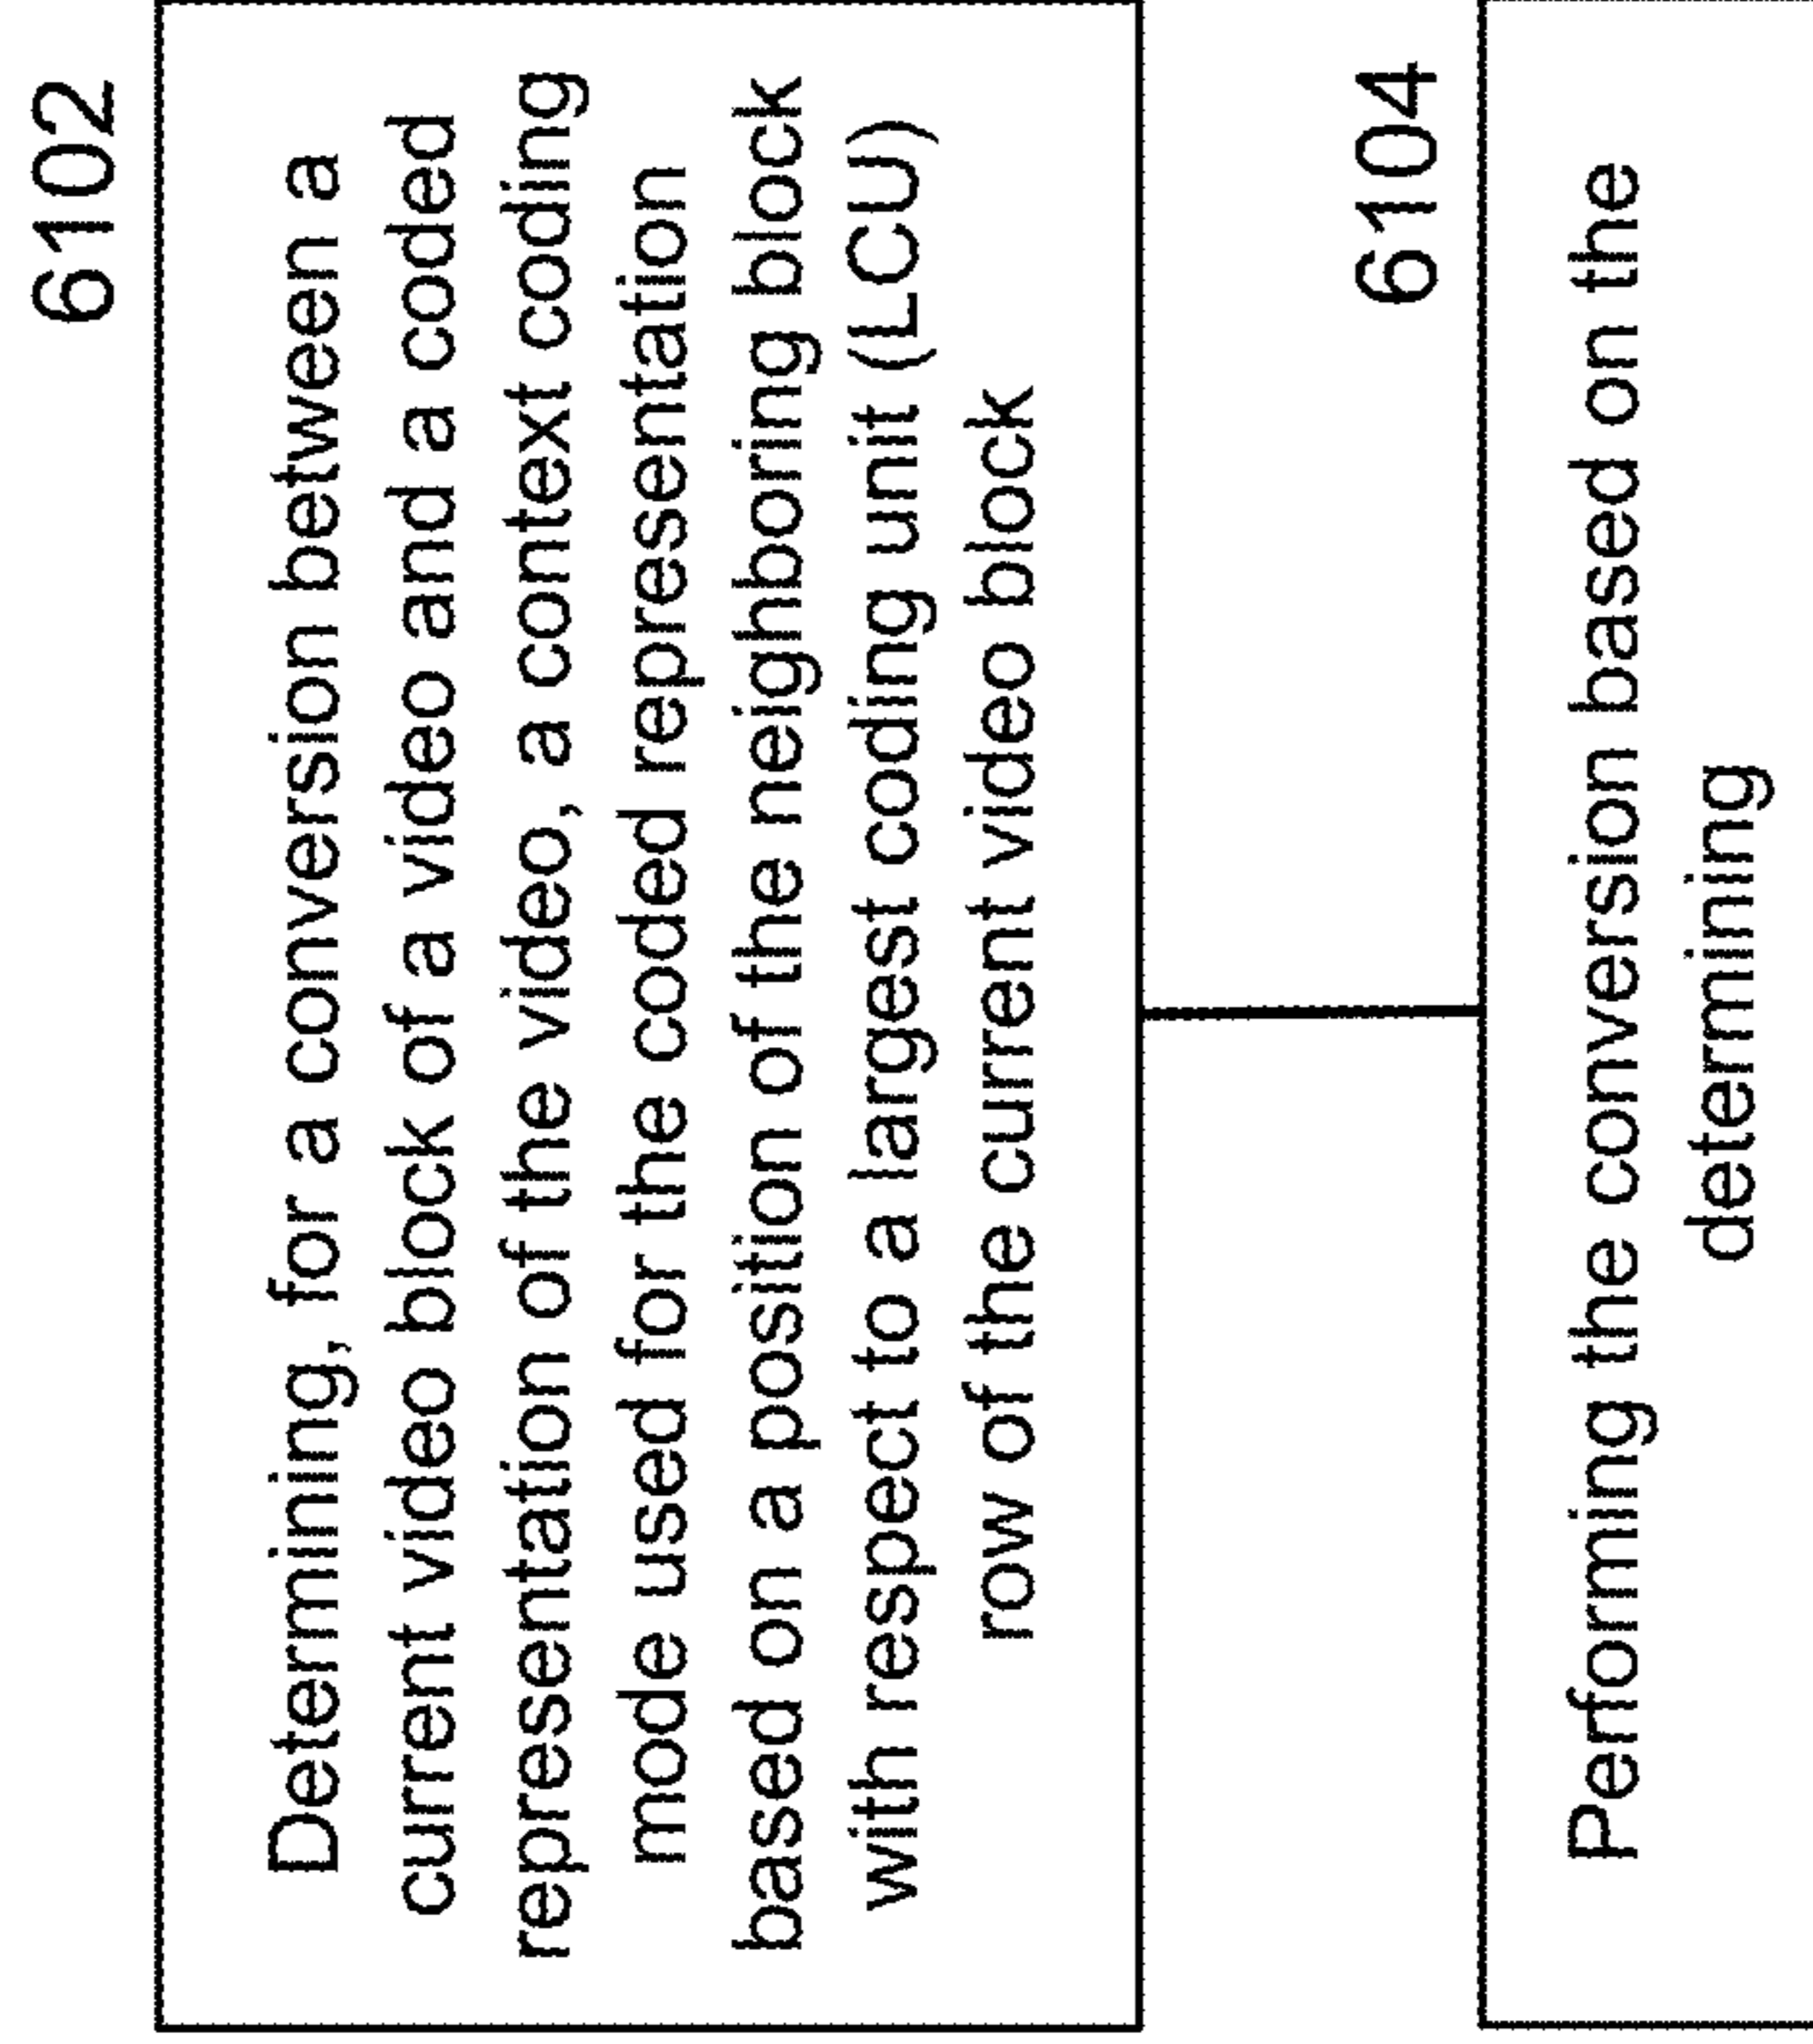 6102
Determining, for a conversion between a
current video block of a video and a coded
representation of the video, a context coding
mode used for the coded representation
based on a position of the neighboring block
with respect to a largest coding unit (LCU)
row of the current video block
6104
Performing the conversion based on the
determining